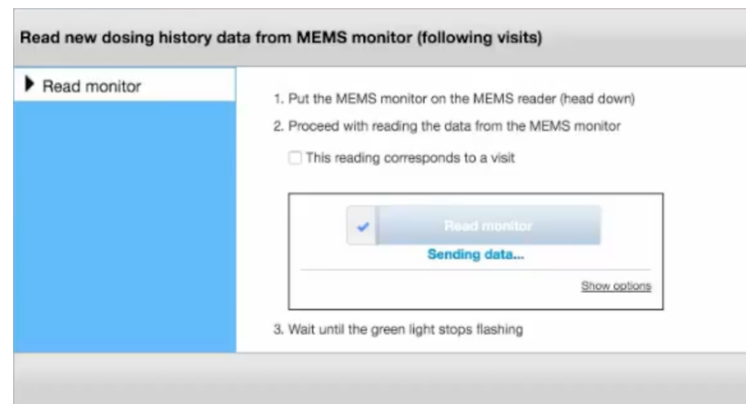 Read new dosing history data from MEMS monitor (following visits)
Read monitor
1. Put the MEMS monitor on the MEMS reader (head down)
2. Proceed with reading the data from the MEMS monitor
This reading corresponds to a visit
Read monitor
Sending data...
Show options
3. Wait until the green light stops flashing